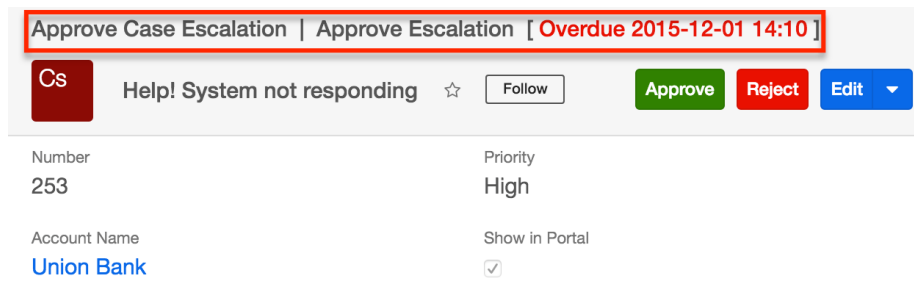 Approve Case Escalation | Approve Escalation [ Overdue 2015-12-01 14:10 ]
Cs Help! System not responding Follow Approve Reject Edit
Number Priority
253 High
Account Name Show in Portal
Union Bank